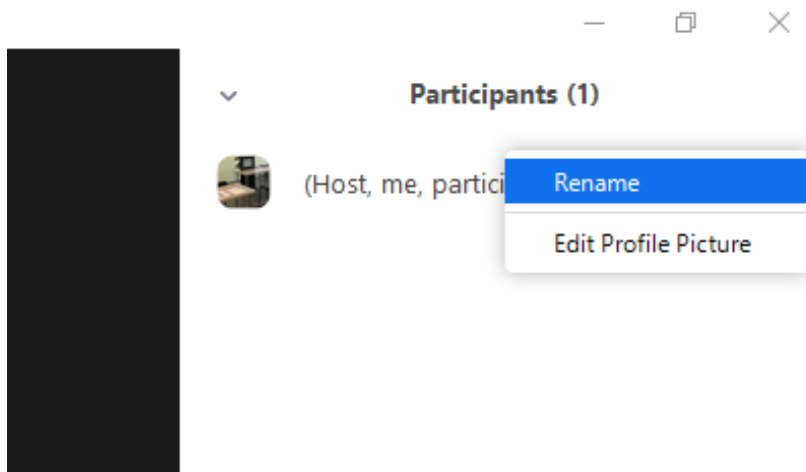 Participants (1)
(Host, me, partici
Rename
Edit Profile Picture